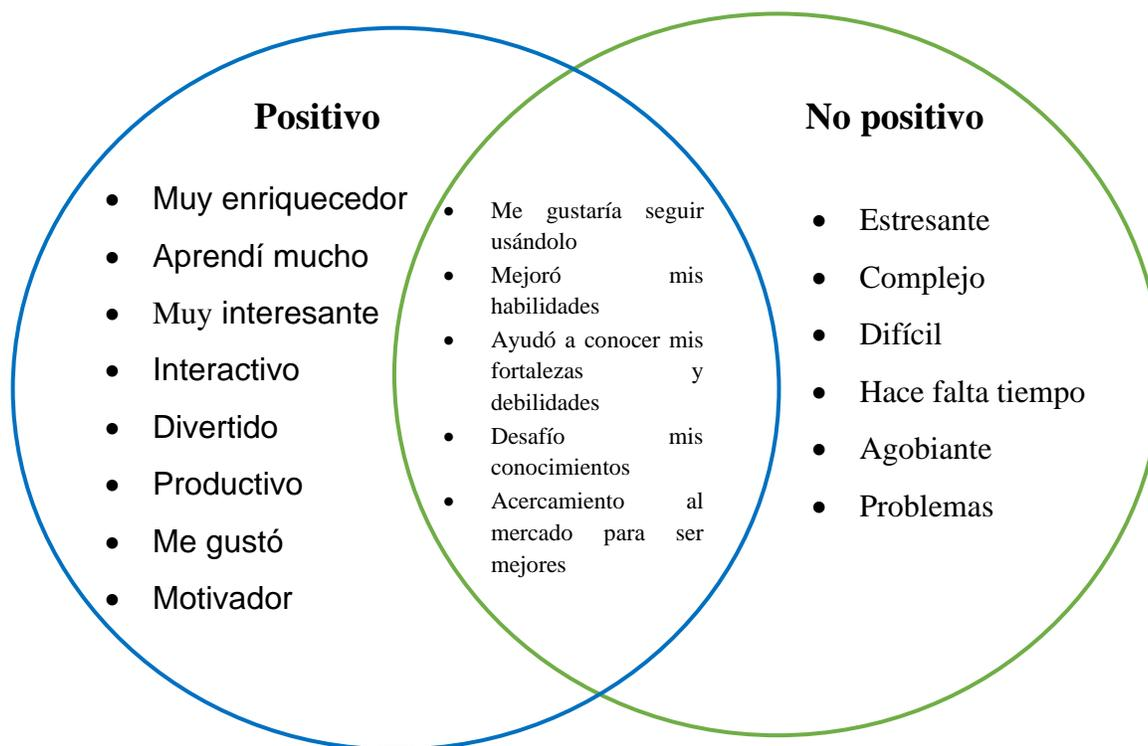 Positivo
• Muy enriquecedor
• Aprendí mucho
• Muy interesante
• Interactivo
• Divertido
• Productivo
• Me gustó
• Motivador
• Me gustaría seguir
usándolo
• Mejoró mis
habilidades
• Ayudó a conocer mis
fortalezas y
debilidades
• Desafío mis
conocimientos
• Acercamiento al
mercado para ser
mejores
No positivo
• Estresante
• Complejo
• Difícil
• Hace falta tiempo
• Agobiante
• Problemas